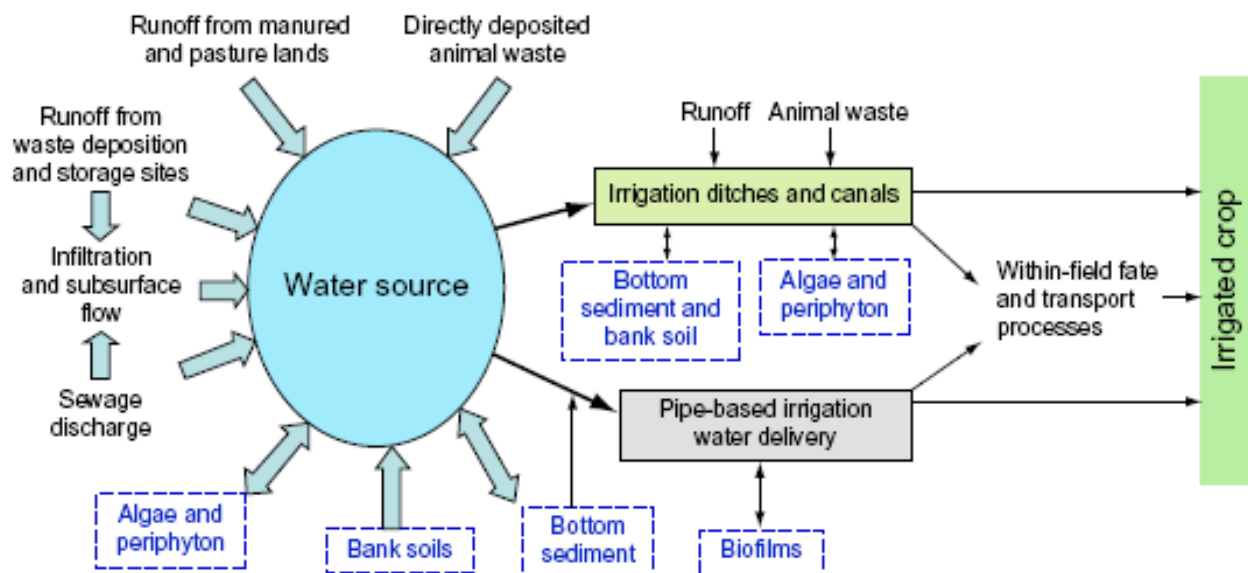 Runoff from manured
and pasture lands
Directly deposited
animal waste
Runoff from
waste deposition
and storage sites
Infiltration
and subsurface
flow
Sewage
discharge
Water source
Algae and
periphyton
Bank soils
Bottom
sediment
Runoff
Animal waste
Irrigation ditches and canals
Bottom
sediment and
bank soil
Algae and
periphyton
Pipe-based irrigation
water delivery
Biofilms
Within-field fate
and transport
processes
Irrigated crop